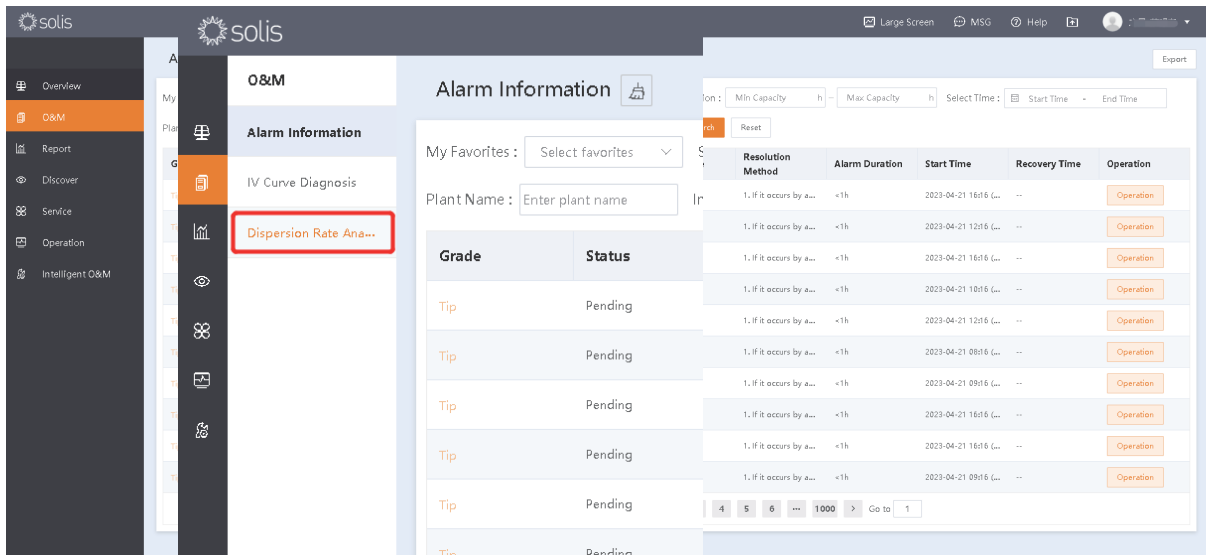 solis
Overview
O&M
Report
Discover
Service
Operation
Intelligent O&M
solis
O&M
Alarm Information
IV Curve Diagnosis
Dispersion Rate Ana...
Alarm Information
My Favorites : Select favorites
Plant Name : Enter plant name
Grade Status
Tip Pending
Tip Pending
Tip Pending
Tip Pending
Tip Pending
Tip Pending
Large Screen MSG Help
Export
Min Capacity h – Max Capacity h Select Time : Start Time - End Time
Reset
Resolution Method Alarm Duration Start Time Recovery Time Operation
1. If it occurs by a... <1h 2023-04-21 16:16 (... -- Operation
1. If it occurs by a... <1h 2023-04-21 12:16 (... -- Operation
1. If it occurs by a... <1h 2023-04-21 16:16 (... -- Operation
1. If it occurs by a... <1h 2023-04-21 10:16 (... -- Operation
1. If it occurs by a... <1h 2023-04-21 12:16 (... -- Operation
1. If it occurs by a... <1h 2023-04-21 08:16 (... -- Operation
1. If it occurs by a... <1h 2023-04-21 09:16 (... -- Operation
1. If it occurs by a... <1h 2023-04-21 16:16 (... -- Operation
1. If it occurs by a... <1h 2023-04-21 16:16 (... -- Operation
1. If it occurs by a... <1h 2023-04-21 09:16 (... -- Operation
4 5 6 ... 1000 > Go to 1